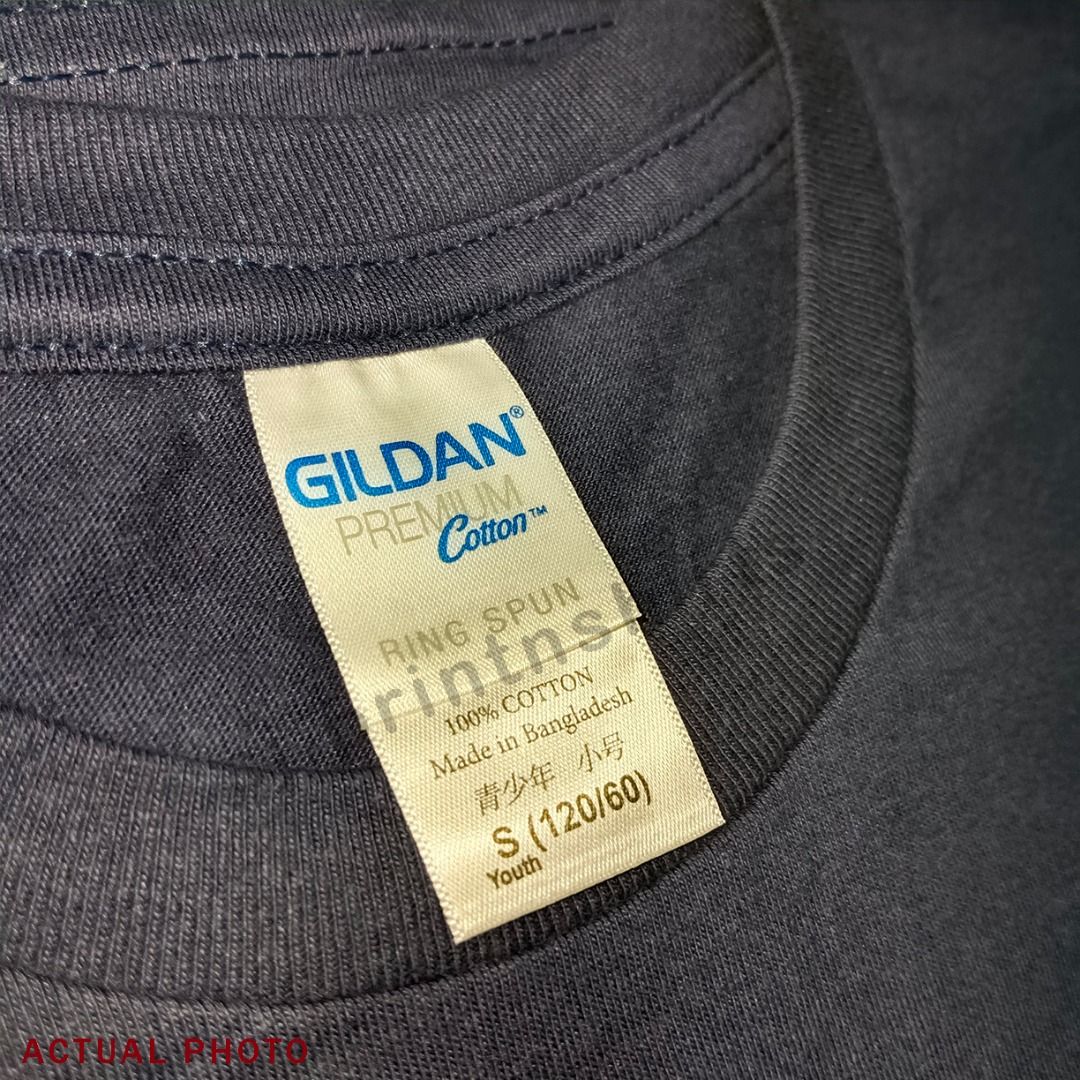 GILDAN®
PREMIUM
Cotton™
RING SPUN
100% COTTON
Made in Bangladesh
青少年 小号
S (120/60)
Youth
ACTUAL PHOTO